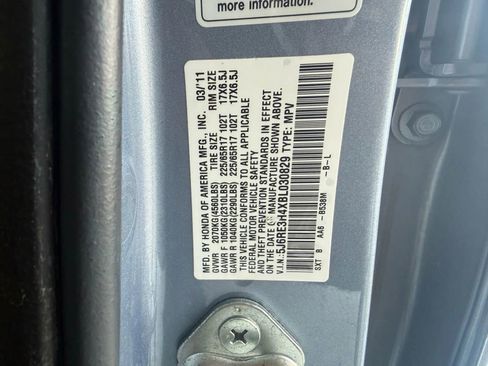 more information.
MFD. BY HONDA OF AMERICA MFG., INC. 03/11
GVWR 2070KG(4560LBS) TIRE SIZE RIM SIZE
GAWR F 1050KG(2310LBS) 225/65R17 102T 17X6.5J
GAWR R 1040KG(2290LBS) 225/65R17 102T 17X6.5J
THIS VEHICLE CONFORMS TO ALL APPLICABLE
FEDERAL MOTOR VEHICLE SAFETY
AND THEFT PREVENTION STANDARDS IN EFFECT
ON THE DATE OF MANUFACTURE SHOWN ABOVE.
V.I.N.:5J6RE3H4XBL030829 TYPE: MPV
SXT B AA6 -B538M -B-L